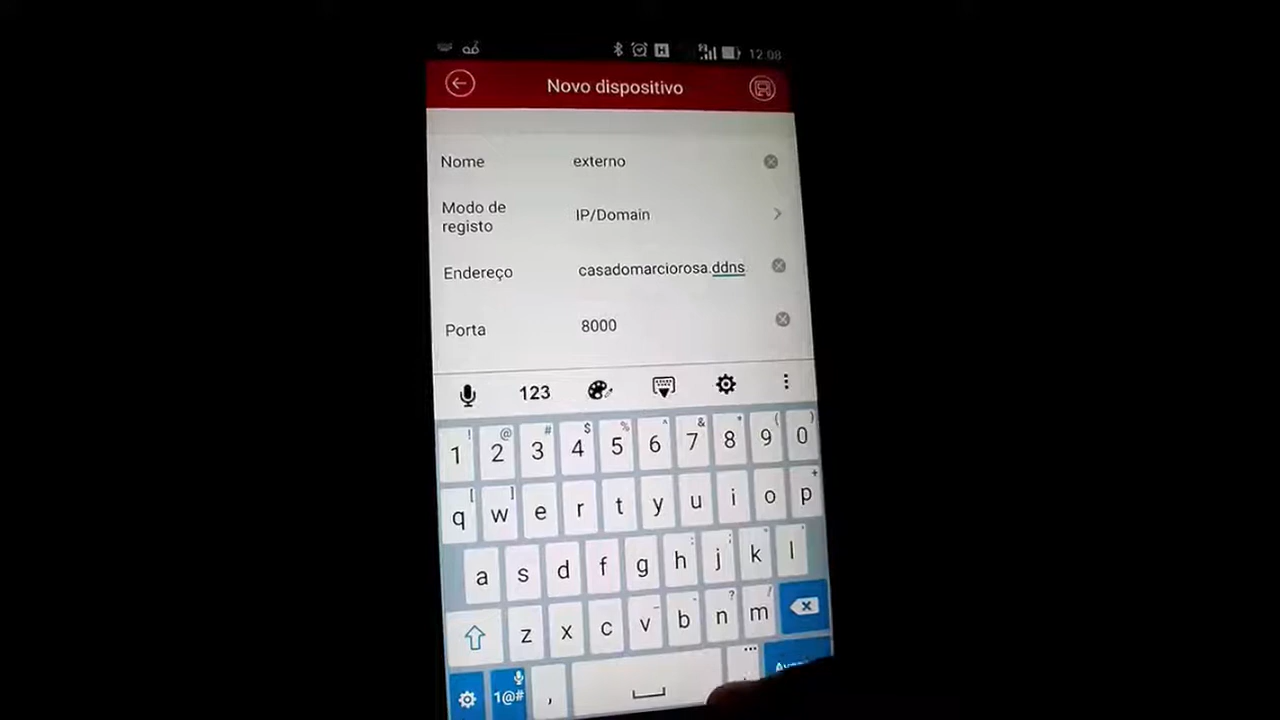 12:08
Novo dispositivo
Nome externo
Modo de registo IP/Domain
Endereço casadomarciorosa.ddns
Porta 8000
123
! @ # $ % ^ & * ( )
1 2 3 4 5 6 7 8 9 0
[ ] +
q w e r t y u i o p
a s d f g h j k l
z x c v b n m
1@# ,